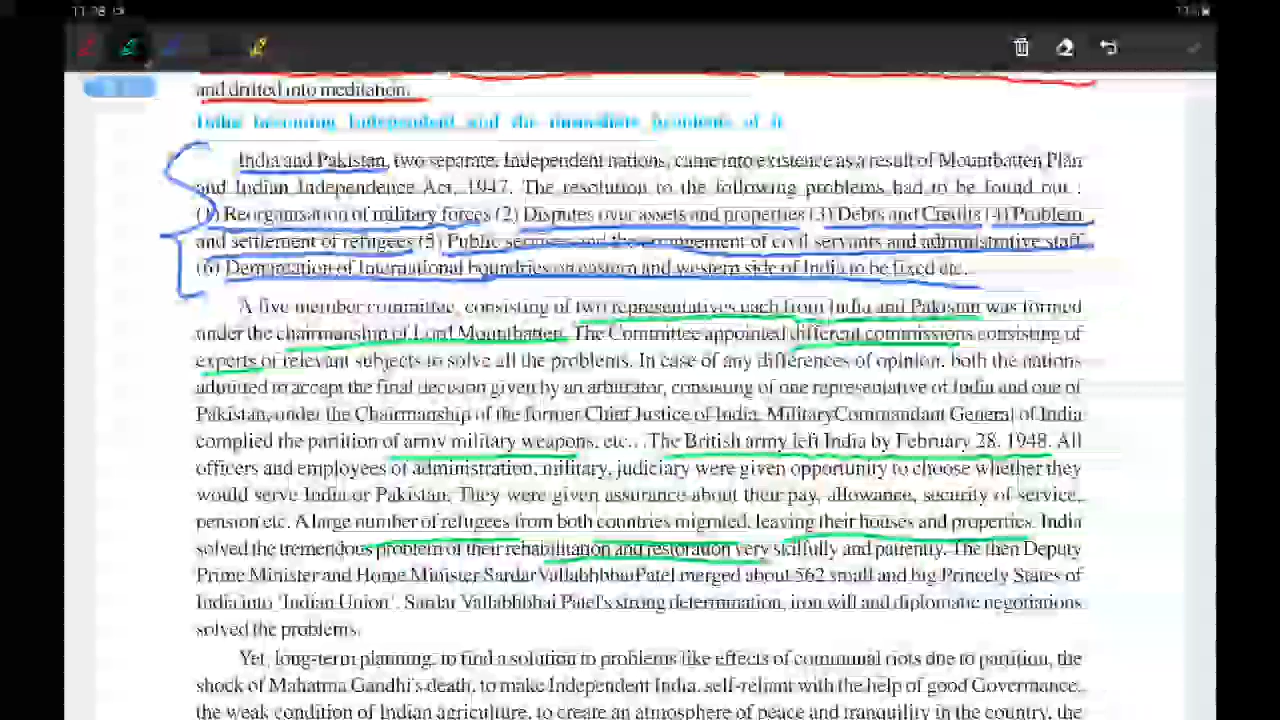 11:28
and drifted into meditation.
India becoming Independent and the immediate problems of it
India and Pakistan, two separate, Independent nations, came into existence as a result of Mountbatten Plan
and Indian Independence Act, 1947. The resolution to the following problems had to be found out :
(1) Reorganisation of military forces (2) Disputes over assets and properties (3) Debts and Credits (4) Problem
and settlement of refugees (5) Public services and the arrangement of civil servants and administrative staff
(6) Demarcation of International boundries on eastern and western side of India to be fixed etc.
A five member committee, consisting of two representatives each from India and Pakistan was formed
under the chairmanship of Lord Mountbatten. The Committee appointed different commissions consisting of
experts of relevant subjects to solve all the problems. In case of any differences of opinion, both the nations
admitted to accept the final decision given by an arbitrator, consisting of one representative of India and one of
Pakistan, under the Chairmanship of the former Chief Justice of India. MilitaryCommandant General of India
complied the partition of army military weapons, etc... The British army left India by February 28, 1948. All
officers and employees of administration, military, judiciary were given opportunity to choose whether they
would serve India or Pakistan. They were given assurance about their pay, allowance, security of service,
pension etc. A large number of refugees from both countries migrated, leaving their houses and properties. India
solved the tremendous problem of their rehabilitation and restoration very skilfully and patiently. The then Deputy
Prime Minister and Home Minister Sardar VallabhbhaiPatel merged about 562 small and big Princely States of
India into 'Indian Union'. Sardar Vallabhbhai Patel's strong determination, iron will and diplomatic negotiations
solved the problems.
Yet, long-term planning, to find a solution to problems like effects of communal riots due to partition, the
shock of Mahatma Gandhi's death, to make Independent India, self-reliant with the help of good Governance,
the weak condition of Indian agriculture, to create an atmosphere of peace and tranquility in the country, the